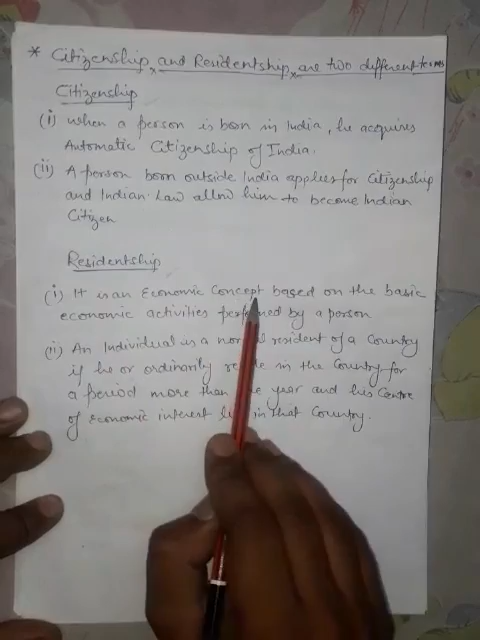 * Citizenship, and Residentship, are two different terms
Citizenship
(i) When a person is born in India, he acquires
Automatic Citizenship of India.
(ii) A person born outside India applies for Citizenship
and Indian Law allow him to become Indian
Citizen
Residentship
(i) It is an Economic Concept based on the basic
economic activities performed by a person
(ii) An Individual is a normal resident of a Country
if he or ordinarily reside in the Country for
a period more than one year and his Centre
of economic interest in that Country.